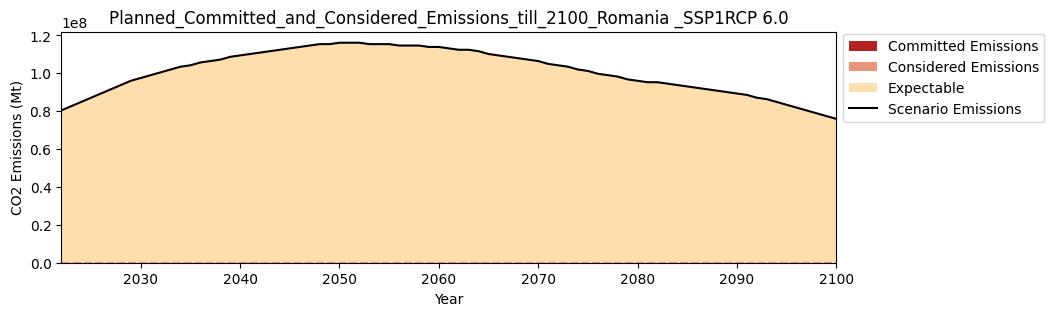 Planned_Committed_and_Considered_Emissions_till_2100_Romania _SSP1RCP 6.0
1e8
1.2
1.0
0.8
0.6
0.4
0.2
0.0
CO2 Emissions (Mt)
2030 2040 2050 2060 2070 2080 2090 2100
Year
Committed Emissions
Considered Emissions
Expectable
Scenario Emissions